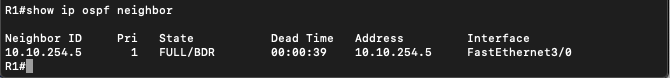 R1#show ip ospf neighbor
Neighbor ID     Pri   State           Dead Time   Address         Interface
10.10.254.5       1   FULL/BDR        00:00:39    10.10.254.5     FastEthernet3/0
R1#